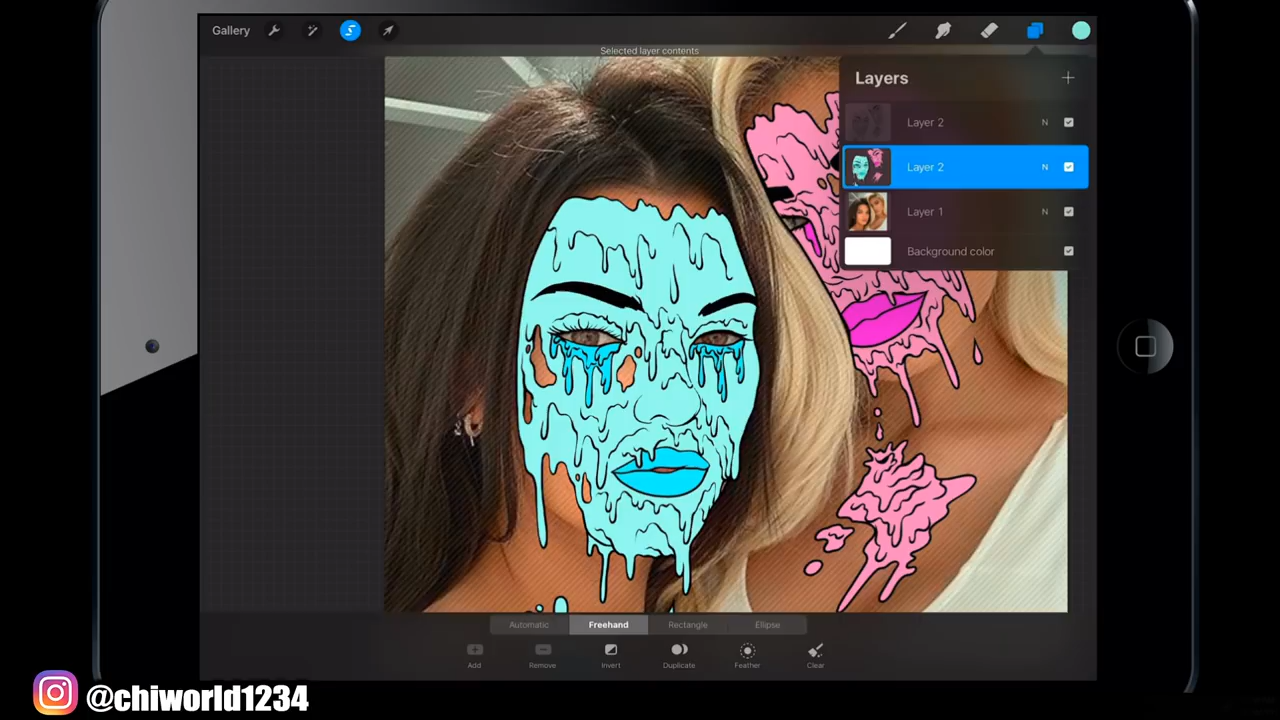 Gallery
Selected layer contents
Layers
Layer 2
N
Layer 2
N
Layer 1
N
Background color
Automatic
Freehand
Rectangle
Ellipse
Add
Remove
Invert
Duplicate
Feather
Clear
@chiworld1234